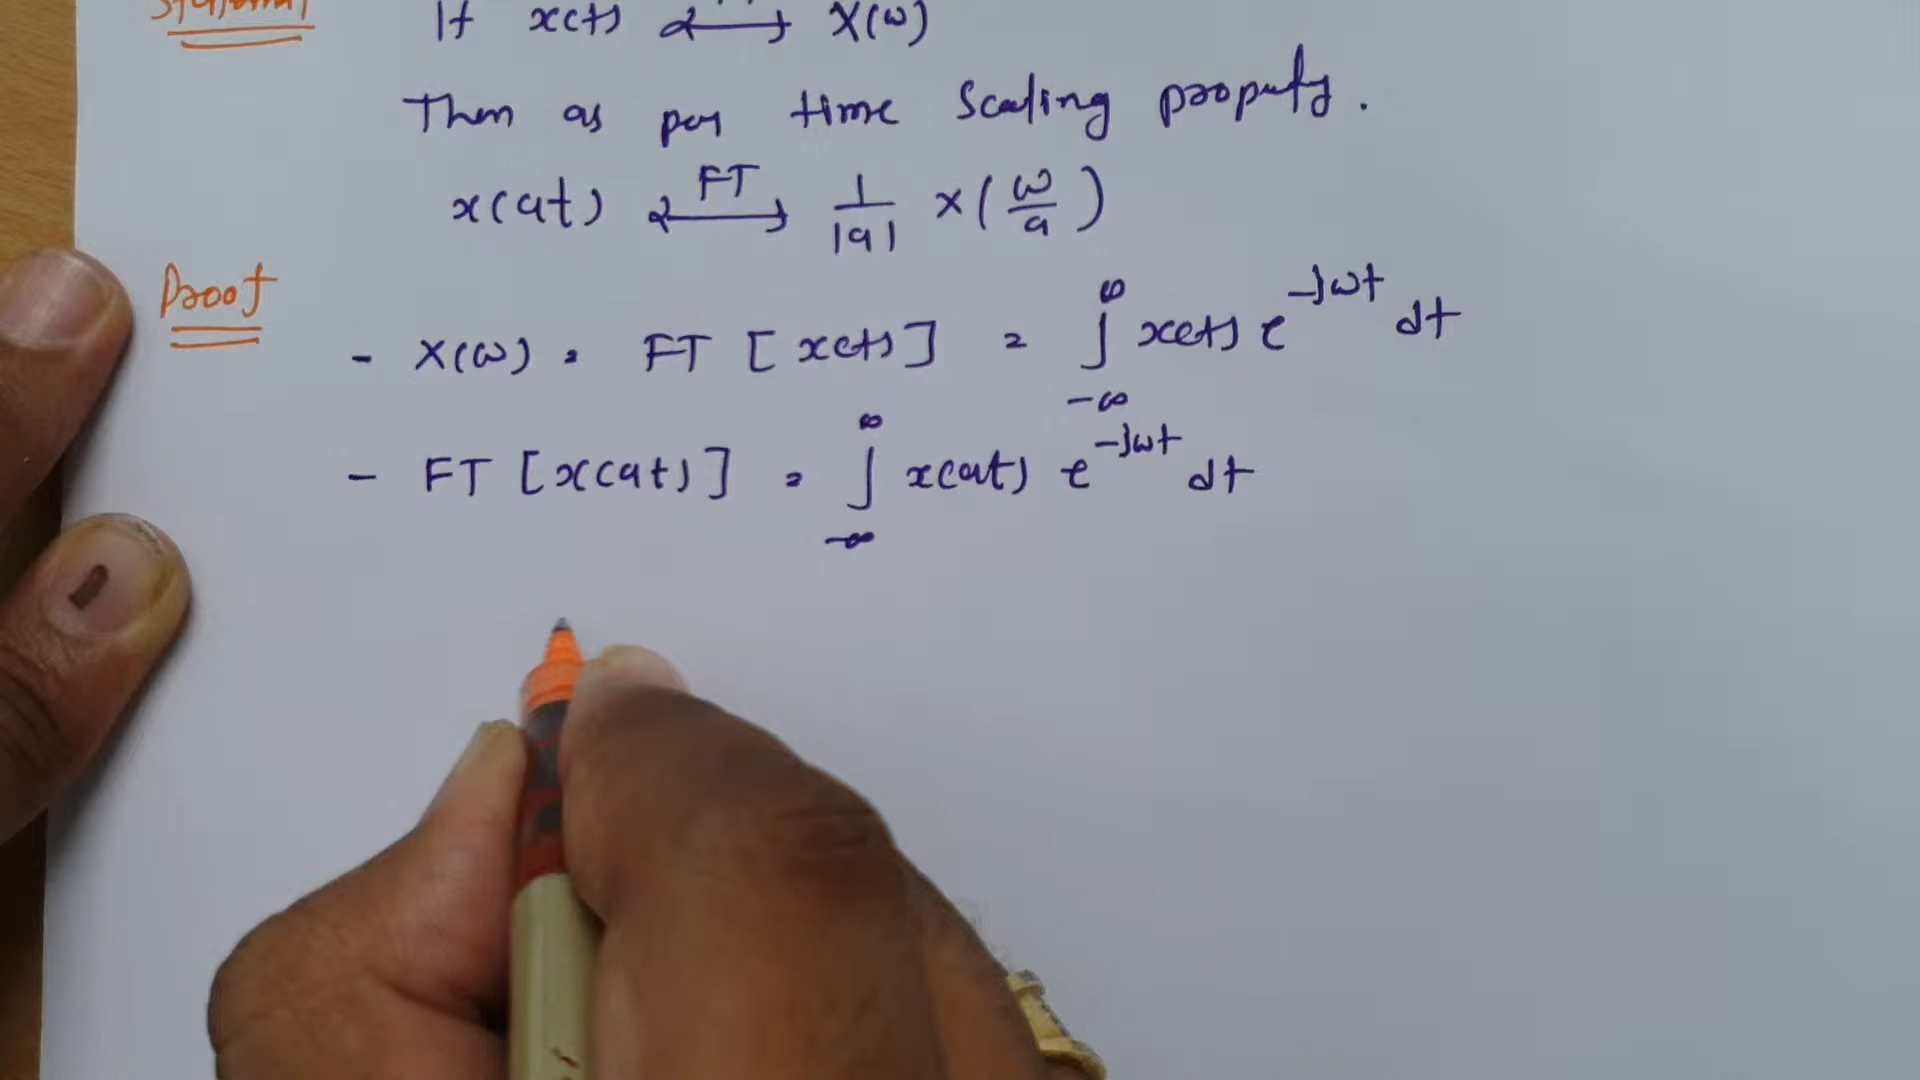 Statement
If x(t) ⟷ X(ω)
Then as per time Scaling property.
x(at) ⟷FT 1/|a| X(ω/a)
Proof
- X(ω) = FT [x(t)] = ∫_{-∞}^{∞} x(t) e^{-jωt} dt
- FT [x(at)] = ∫_{-∞}^{∞} x(at) e^{-jωt} dt